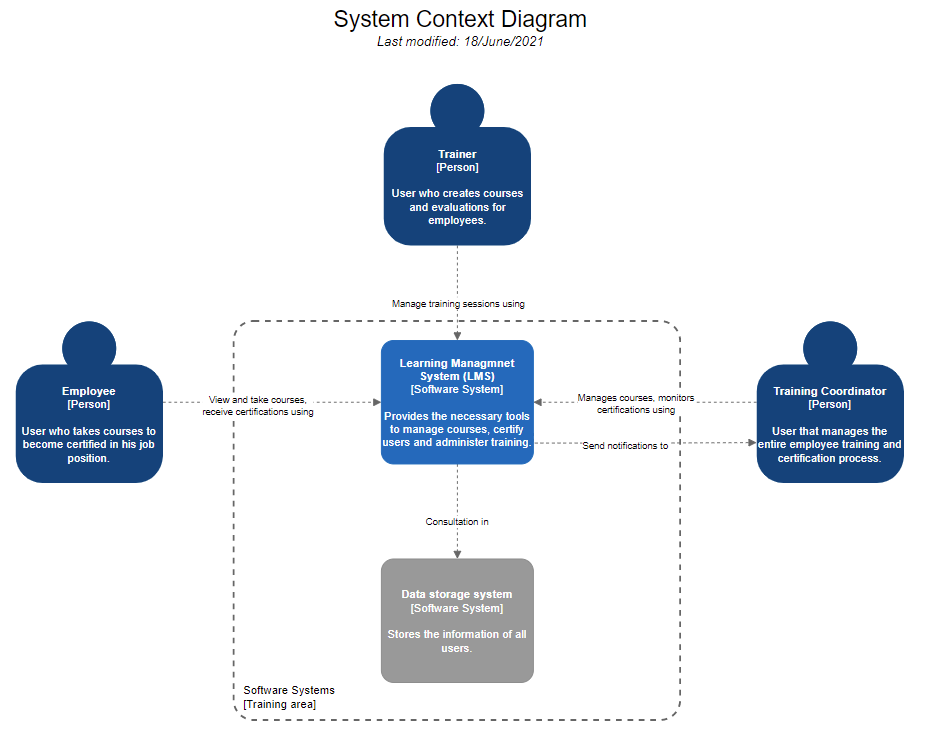 System Context Diagram
Last modified: 18/June/2021
Trainer
[Person]
User who creates courses
and evaluations for
employees.
Manage training sessions using
Employee
[Person]
User who takes courses to
become certified in his job
position.
View and take courses,
receive certifications using
Learning Managmnet
System (LMS)
[Software System]
Provides the necessary tools
to manage courses, certify
users and administer training.
Manages courses, monitors
certifications using
Send notifications to
Training Coordinator
[Person]
User that manages the
entire employee training and
certification process.
Consultation in
Data storage system
[Software System]
Stores the information of all
users.
Software Systems
[Training area]